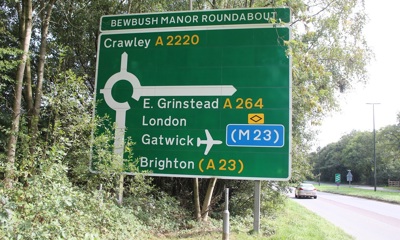 BEWBUSH MANOR ROUNDABOUT
Crawley A 2220
E. Grinstead A 264
London
Gatwick (M 23)
Brighton (A 23)